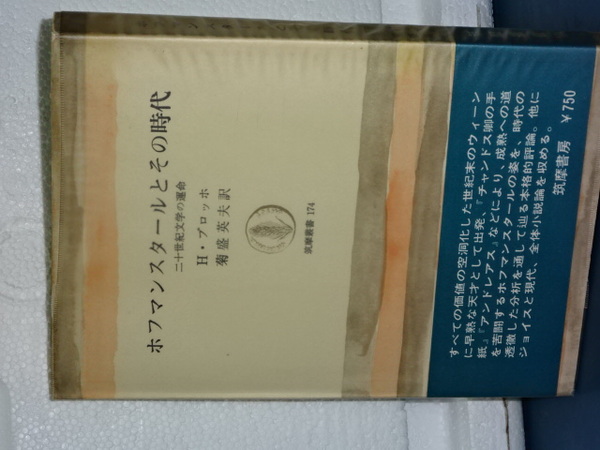 ホフマンスタールとその時代
二十世紀文学の運命
H・ブロッホ
菊盛英夫訳
筑摩叢書 174
すべての価値の空洞化した世紀末のウィーン
に早熟な天才として出発、『チャンドス卿の手
紙』『アンドレアス』などにより、成熟への道
を苦闘するホフマンスタールの姿を、時代の
透徹した分析を通して辿る本格的評論。他に
ジョイスと現代、全体小説論を収める。
筑摩書房 ￥750